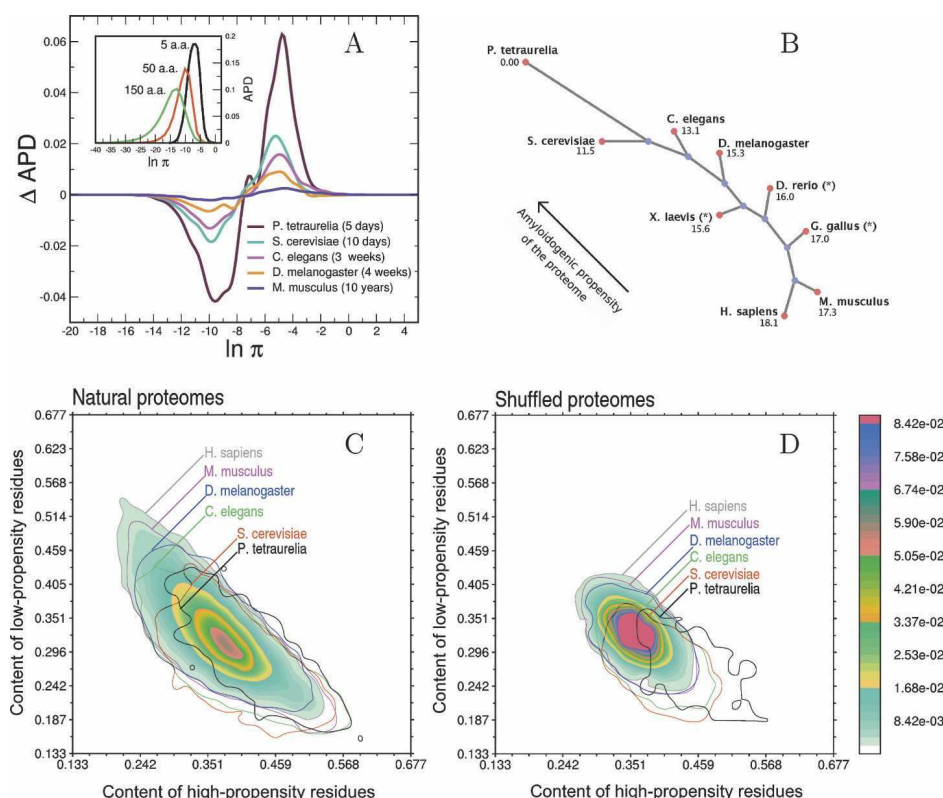 A
0.06
0.04
0.02
0
-0.02
-0.04
Δ APD
-20 -18 -16 -14 -12 -10 -8 -6 -4 -2 0 2 4
ln π
5 a.a.
50 a.a.
150 a.a.
0.2
0.15
0.1
0.05
0
APD
-40 -35 -30 -25 -20 -15 -10 -5 0
ln π
P. tetraurelia (5 days)
S. cerevisiae (10 days)
C. elegans (3 weeks)
D. melanogaster (4 weeks)
M. musculus (10 years)
B
P. tetraurelia
0.00
C. elegans
13.1
S. cerevisiae
11.5
D. melanogaster
15.3
D. rerio (*)
16.0
X. laevis (*)
15.6
G. gallus (*)
17.0
M. musculus
17.3
H. sapiens
18.1
Amyloidogenic propensity
of the proteome
Natural proteomes
C
0.677
0.623
0.568
0.514
0.459
0.405
0.351
0.296
0.242
0.187
0.133
Content of low-propensity residues
H. sapiens
M. musculus
D. melanogaster
C. elegans
S. cerevisiae
P. tetraurelia
0.133 0.242 0.351 0.459 0.568 0.677
Content of high-propensity residues
Shuffled proteomes
D
0.677
0.623
0.568
0.514
0.459
0.405
0.351
0.296
0.242
0.187
0.133
Content of low-propensity residues
H. sapiens
M. musculus
D. melanogaster
C. elegans
S. cerevisiae
P. tetraurelia
0.133 0.242 0.351 0.459 0.568 0.677
Content of high-propensity residues
8.42e-02
7.58e-02
6.74e-02
5.90e-02
5.05e-02
4.21e-02
3.37e-02
2.53e-02
1.68e-02
8.42e-03